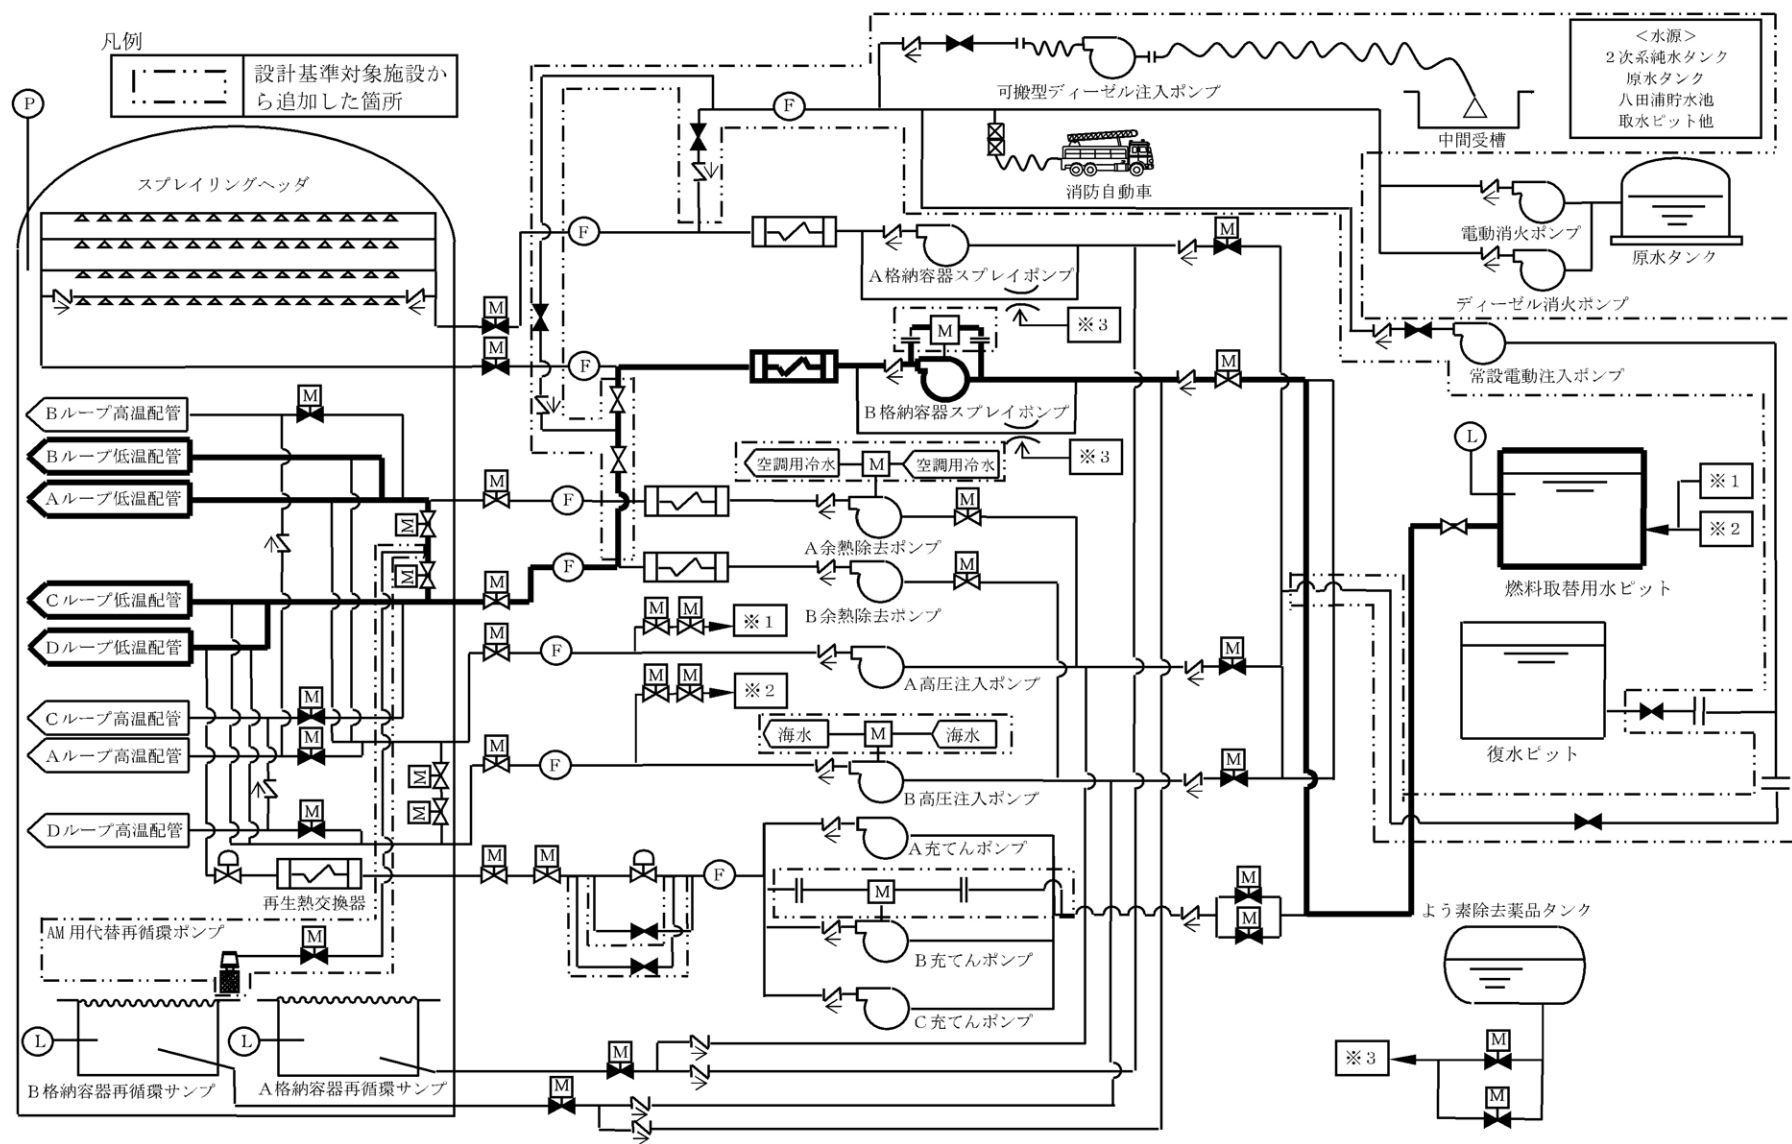 凡例
設計基準対象施設か
ら追加した箇所
P
スプレイリングヘッダ
F
可搬型ディーゼル注入ポンプ
消防自動車
中間受槽
<水源>
2次系純水タンク
原水タンク
八田浦貯水池
取水ピット他
電動消火ポンプ
ディーゼル消火ポンプ
原水タンク
F
M
A格納容器スプレイポンプ
M
※3
M
M
F
M
B格納容器スプレイポンプ
M
※3
常設電動注入ポンプ
Bループ高温配管
M
Bループ低温配管
Aループ低温配管
M
M
M
F
空調用冷水
M
空調用冷水
M
A余熱除去ポンプ
L
※1
※2
燃料取替用水ピット
Cループ低温配管
M
F
M
B余熱除去ポンプ
Dループ低温配管
M
F
M
M
※1
A高圧注入ポンプ
M
M
M
※2
復水ピット
Cループ高温配管
M
Aループ高温配管
M
M
F
海水
M
海水
B高圧注入ポンプ
M
M
M
Dループ高温配管
M
再生熱交換器
M
M
F
A充てんポンプ
M
B充てんポンプ
C充てんポンプ
M
M
よう素除去薬品タンク
AM用代替再循環ポンプ
M
L
B格納容器再循環サンプ
L
A格納容器再循環サンプ
M
M
※3
M
M